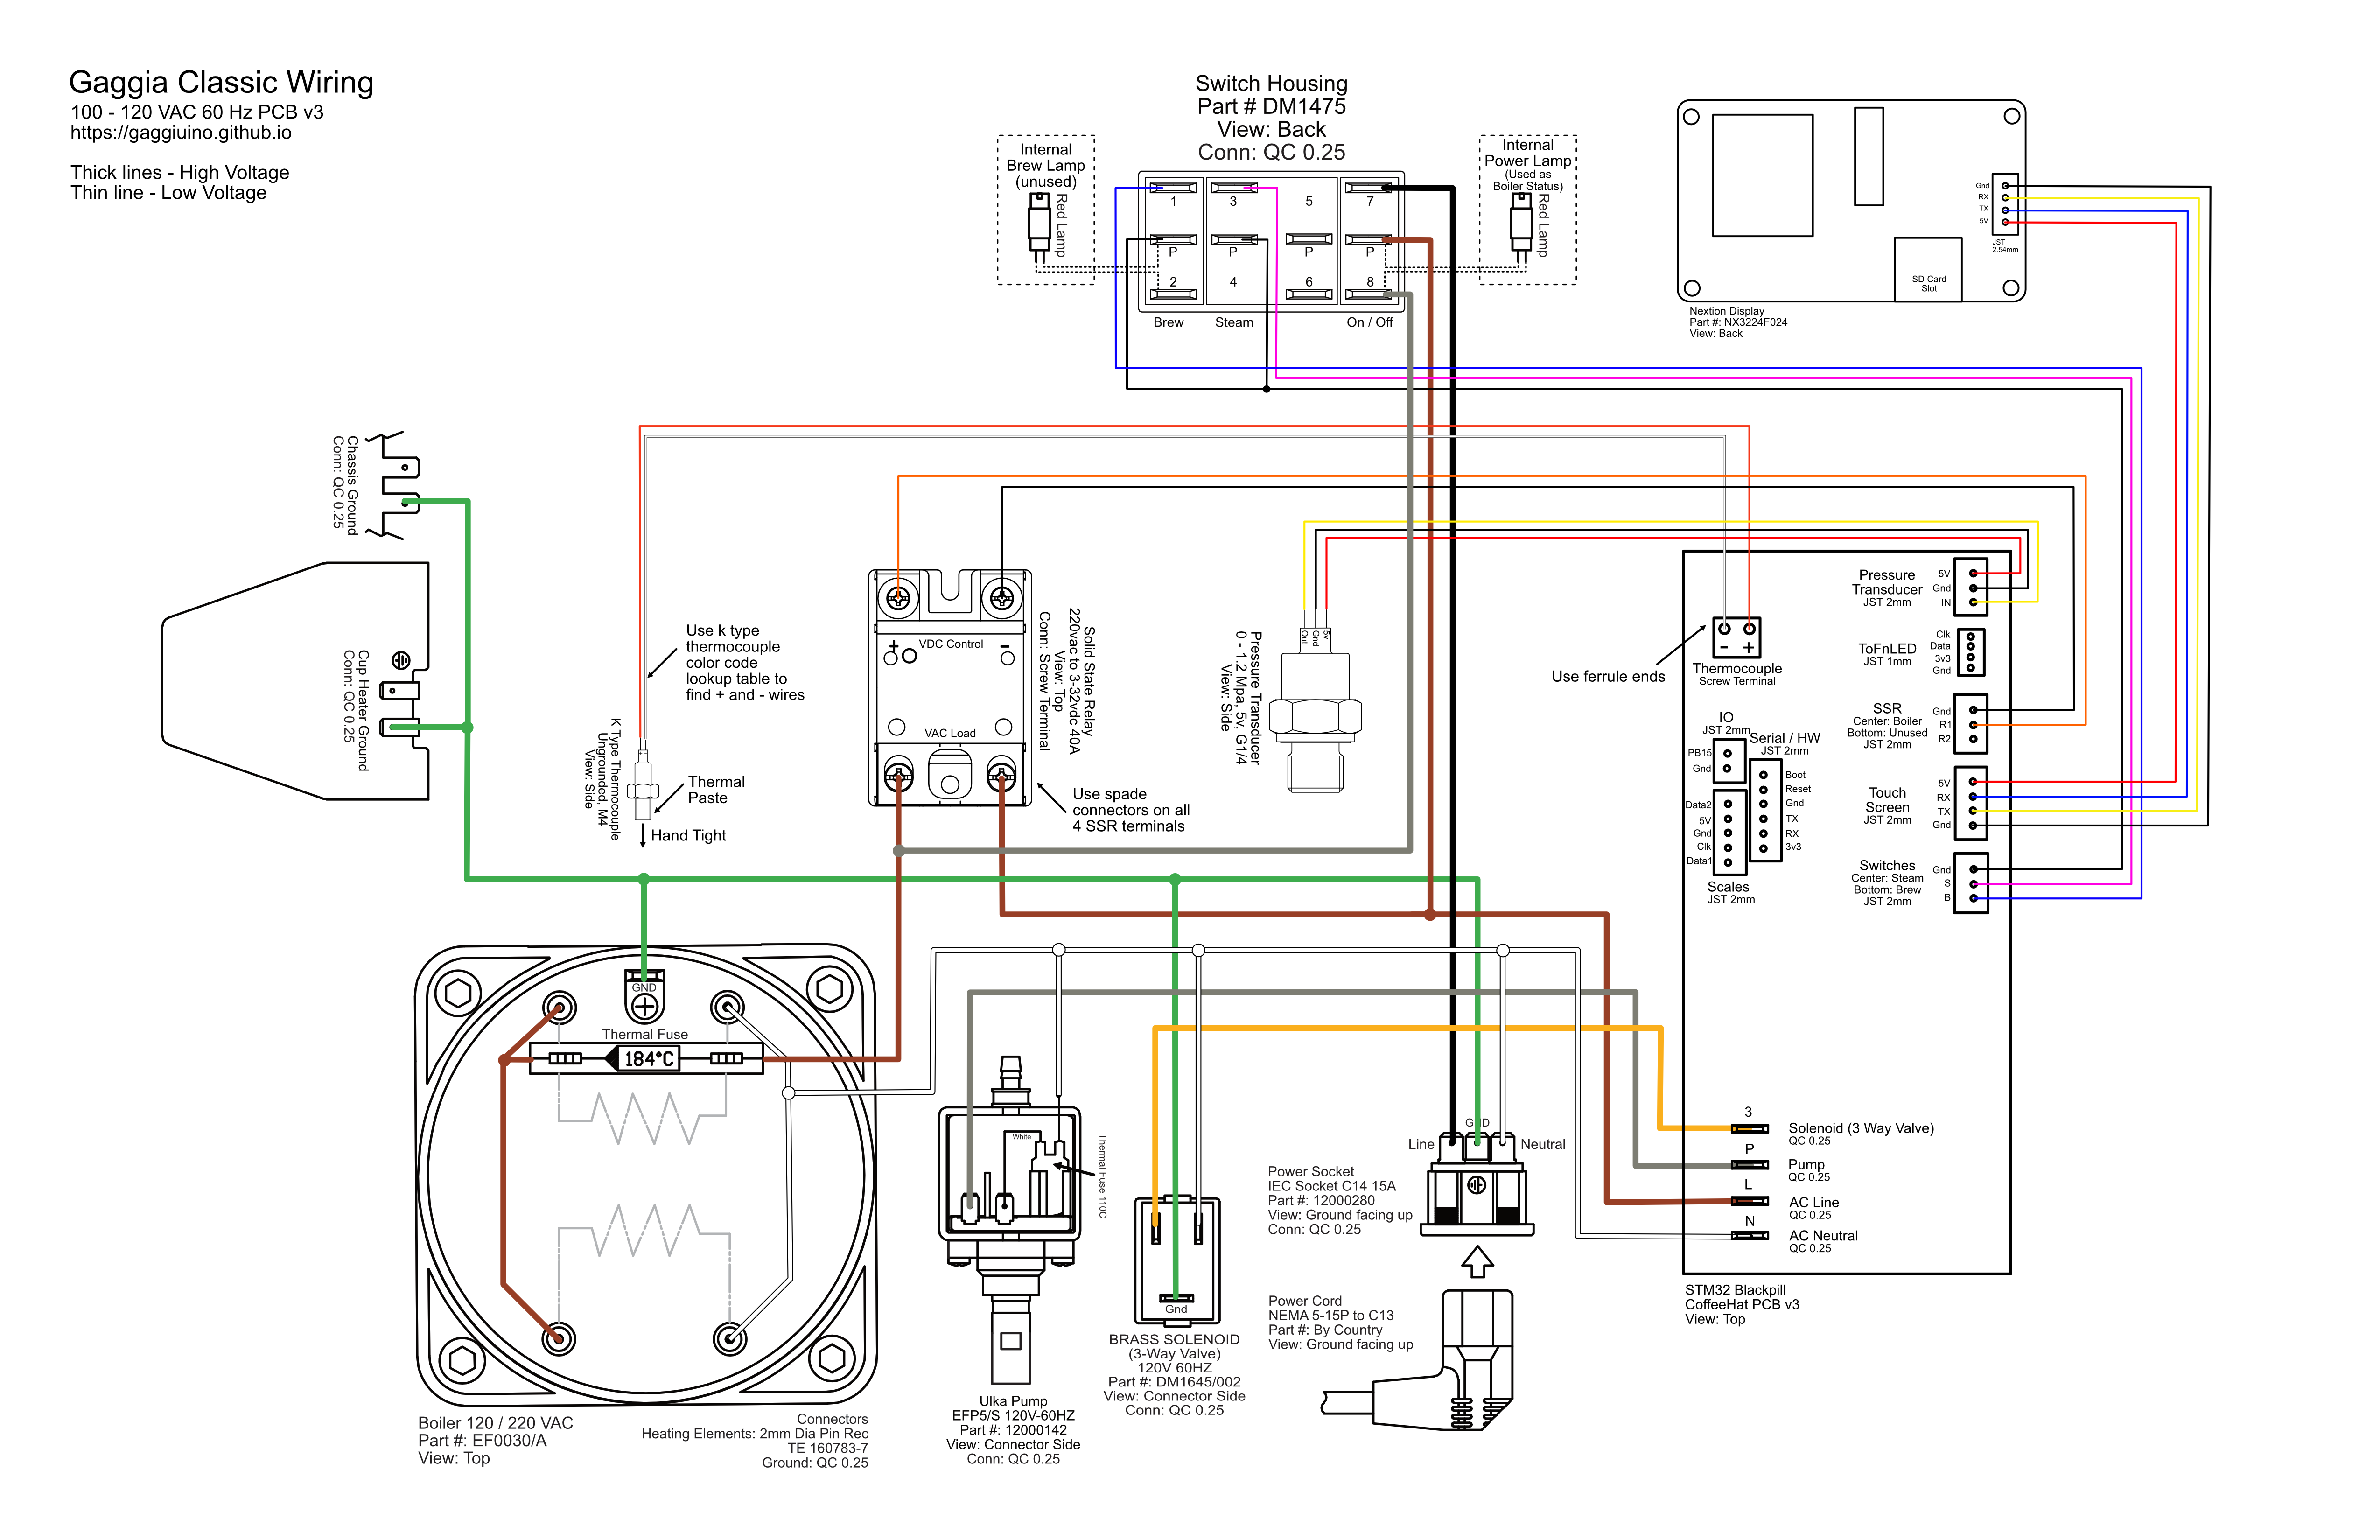 Gaggia Classic Wiring
100 - 120 VAC 60 Hz PCB v3
https://gaggiuino.github.io
Thick lines - High Voltage
Thin line - Low Voltage
Switch Housing
Part # DM1475
View: Back
Conn: QC 0.25
Internal
Brew Lamp
(unused)
Red Lamp
1
3
5
7
P
P
P
P
2
4
6
8
Brew
Steam
On / Off
Internal
Power Lamp
(Used as
Boiler Status)
Red Lamp
Gnd
RX
TX
5V
JST
2.54mm
SD Card
Slot
Nextion Display
Part #: NX3224F024
View: Back
Chassis Ground
Conn: QC 0.25
Cup Heater Ground
Conn: QC 0.25
Use k type
thermocouple
color code
lookup table to
find + and - wires
K Type Thermocouple
Ungrounded, M4
View: Side
Thermal
Paste
Hand Tight
+
VDC Control
-
VAC Load
Solid State Relay
220vac to 3-32vdc 40A
View: Top
Conn: Screw Terminal
Use spade
connectors on all
4 SSR terminals
Out
Gnd
5v
Pressure Transducer
0 - 1.2 Mpa, 5v, G1/4
View: Side
Use ferrule ends
- +
Thermocouple
Screw Terminal
Pressure
Transducer
JST 2mm
5V
Gnd
IN
ToFnLED
JST 1mm
Clk
Data
3v3
Gnd
SSR
Center: Boiler
Bottom: Unused
JST 2mm
Gnd
R1
R2
IO
JST 2mm
PB15
Gnd
Serial / HW
JST 2mm
Boot
Reset
Gnd
TX
RX
3v3
Data2
5V
Gnd
Clk
Data1
Scales
JST 2mm
Touch
Screen
JST 2mm
5V
RX
TX
Gnd
Switches
Center: Steam
Bottom: Brew
JST 2mm
Gnd
S
B
3
Solenoid (3 Way Valve)
QC 0.25
P
Pump
QC 0.25
L
AC Line
QC 0.25
N
AC Neutral
QC 0.25
STM32 Blackpill
CoffeeHat PCB v3
View: Top
GND
Thermal Fuse
184°C
Boiler 120 / 220 VAC
Part #: EF0030/A
View: Top
Connectors
Heating Elements: 2mm Dia Pin Rec
TE 160783-7
Ground: QC 0.25
White
Thermal Fuse 110C
Ulka Pump
EFP5/S 120V-60HZ
Part #: 12000142
View: Connector Side
Conn: QC 0.25
Gnd
BRASS SOLENOID
(3-Way Valve)
120V 60HZ
Part #: DM1645/002
View: Connector Side
Conn: QC 0.25
GND
Line
Neutral
Power Socket
IEC Socket C14 15A
Part #: 12000280
View: Ground facing up
Conn: QC 0.25
Power Cord
NEMA 5-15P to C13
Part #: By Country
View: Ground facing up